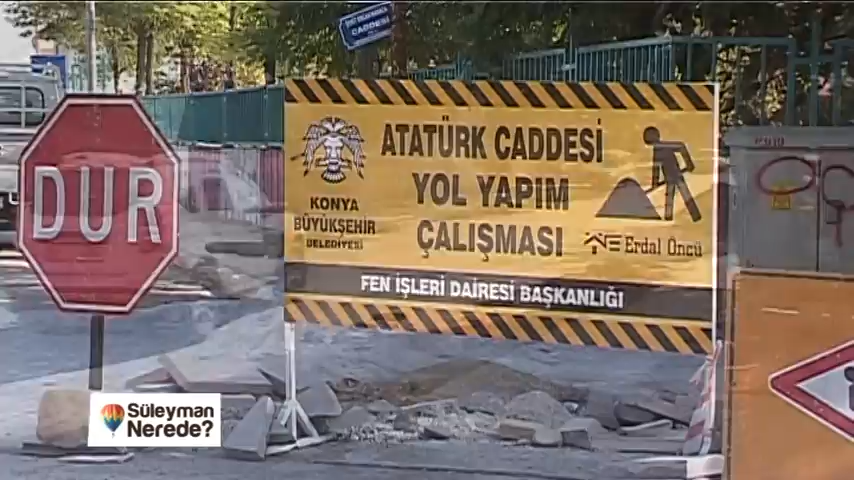 CADDESİ
DUR
ATATÜRK CADDESİ
YOL YAPIM
ÇALIŞMASI
KONYA
BÜYÜKŞEHİR
BELEDİYESİ
Erdal Öncü
FEN İŞLERİ DAİRESİ BAŞKANLIĞI
Süleyman
Nerede?